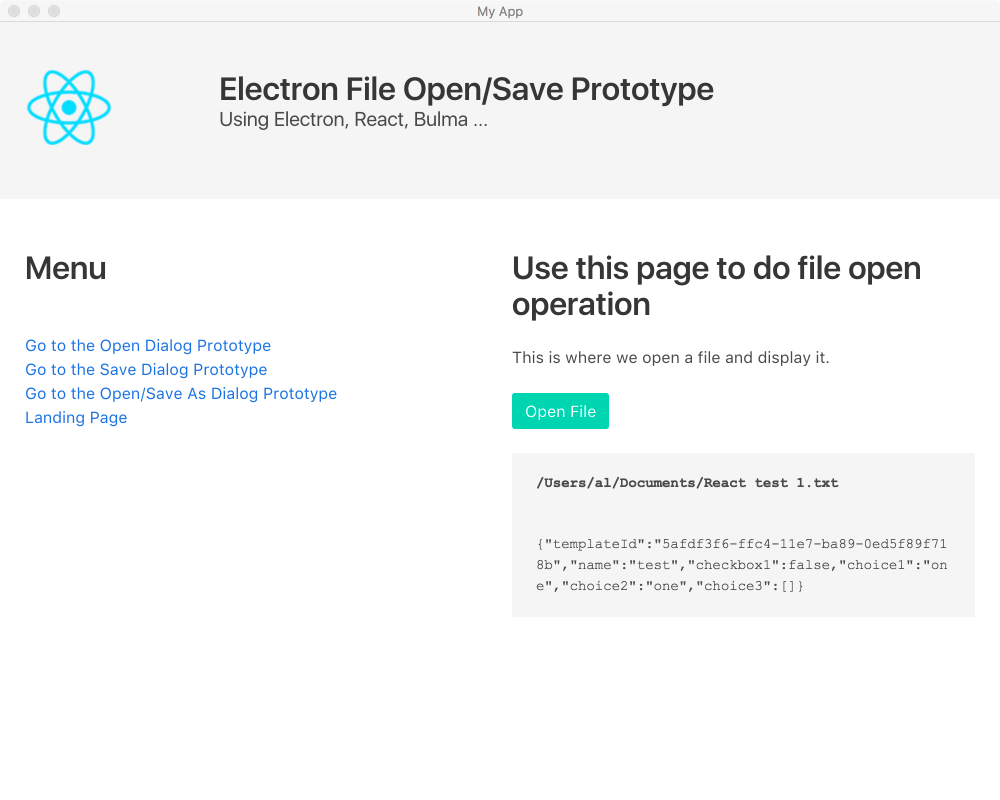 My App
Electron File Open/Save Prototype
Using Electron, React, Bulma ...
Menu
Go to the Open Dialog Prototype
Go to the Save Dialog Prototype
Go to the Open/Save As Dialog Prototype
Landing Page
Use this page to do file open
operation
This is where we open a file and display it.
Open File
/Users/al/Documents/React test 1.txt
{"templateId":"5afdf3f6-ffc4-11e7-ba89-0ed5f89f71
8b","name":"test","checkbox1":false,"choice1":"on
e","choice2":"one","choice3":[]}